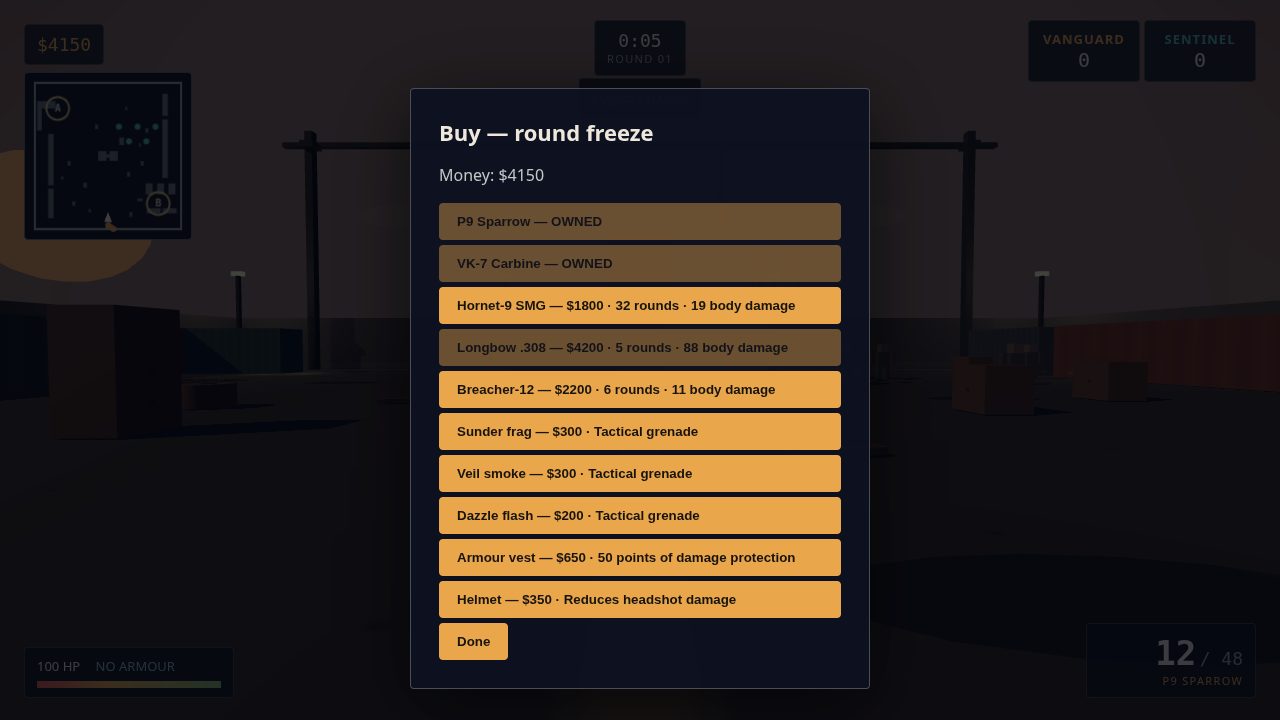 $4150
0:05
ROUND 01
VANGUARD
0
SENTINEL
0
A
B
Buy — round freeze
Money: $4150
P9 Sparrow — OWNED
VK-7 Carbine — OWNED
Hornet-9 SMG — $1800 · 32 rounds · 19 body damage
Longbow .308 — $4200 · 5 rounds · 88 body damage
Breacher-12 — $2200 · 6 rounds · 11 body damage
Sunder frag — $300 · Tactical grenade
Veil smoke — $300 · Tactical grenade
Dazzle flash — $200 · Tactical grenade
Armour vest — $650 · 50 points of damage protection
Helmet — $350 · Reduces headshot damage
Done
100 HP NO ARMOUR
12 / 48
P9 SPARROW